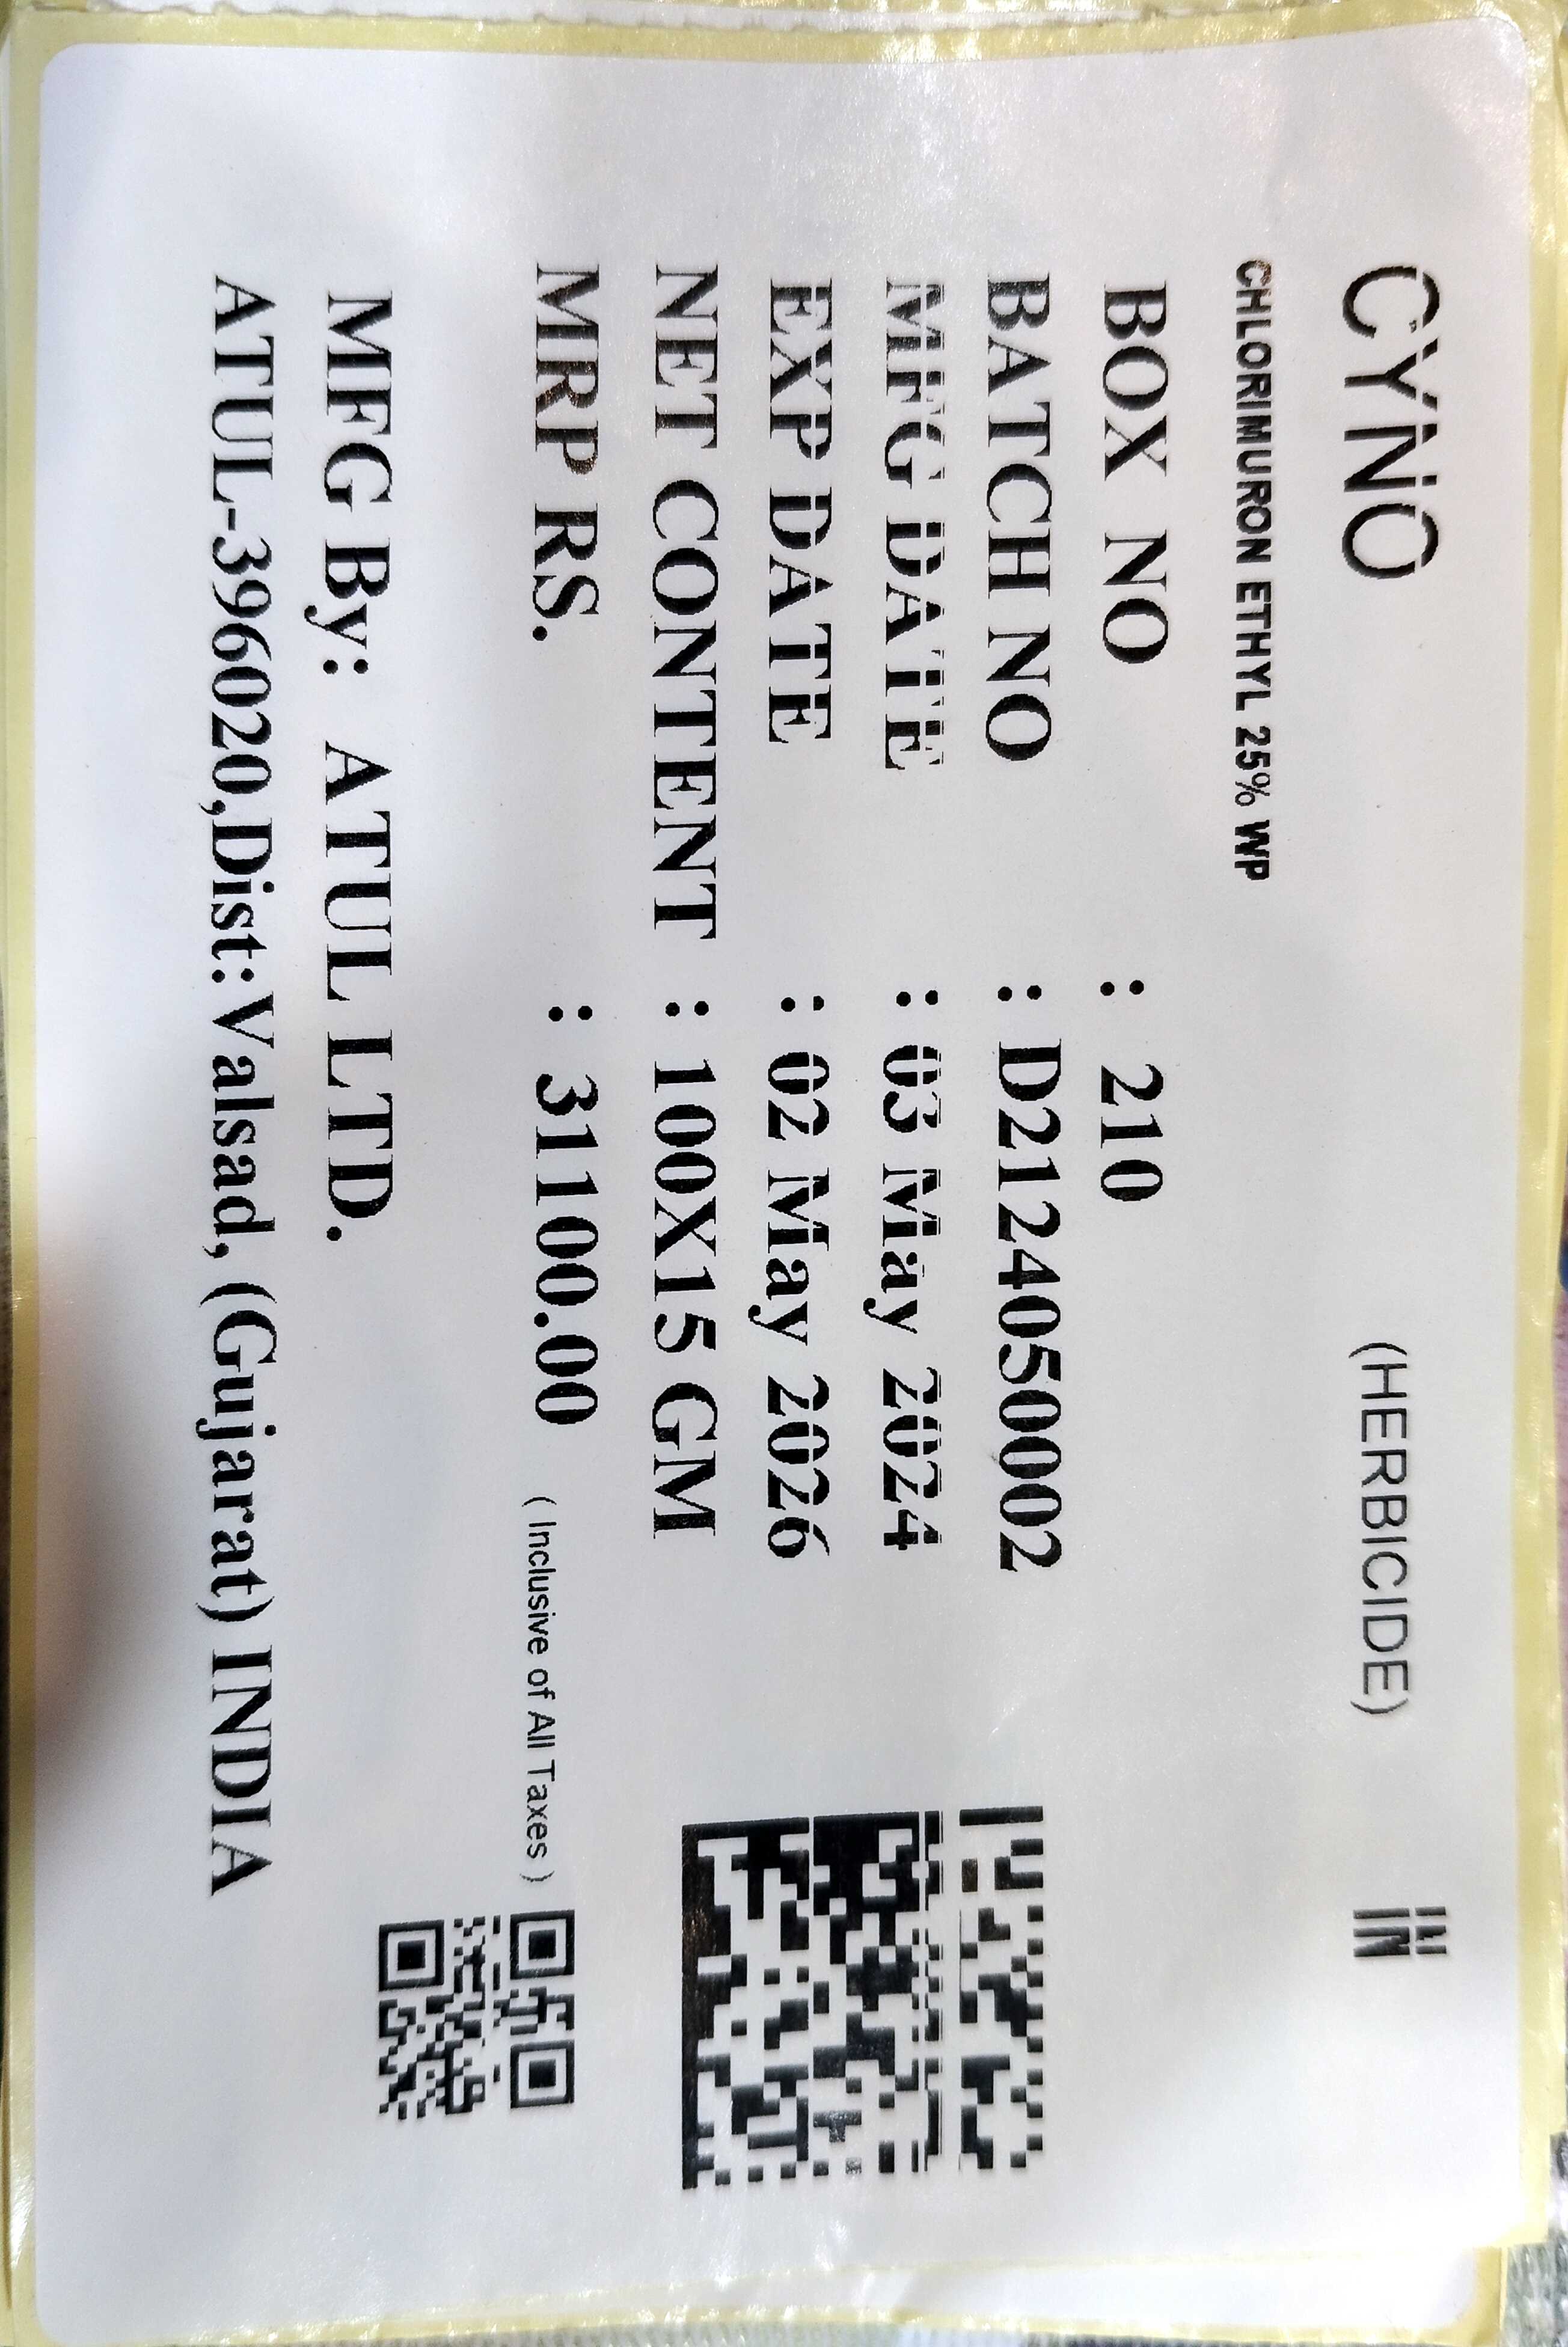 CYNO (HERBICIDE) IN
CHLORIMURON ETHYL 25% WP
BOX NO : 210
BATCH NO : D212405002
MFG DATE : 03 May 2024
EXP DATE : 02 May 2026
NET CONTENT : 100X15 GM
MRP RS. : 31100.00 ( Inclusive of All Taxes )
MFG By: ATUL LTD.
ATUL-396020,Dist:Valsad, (Gujarat) INDIA